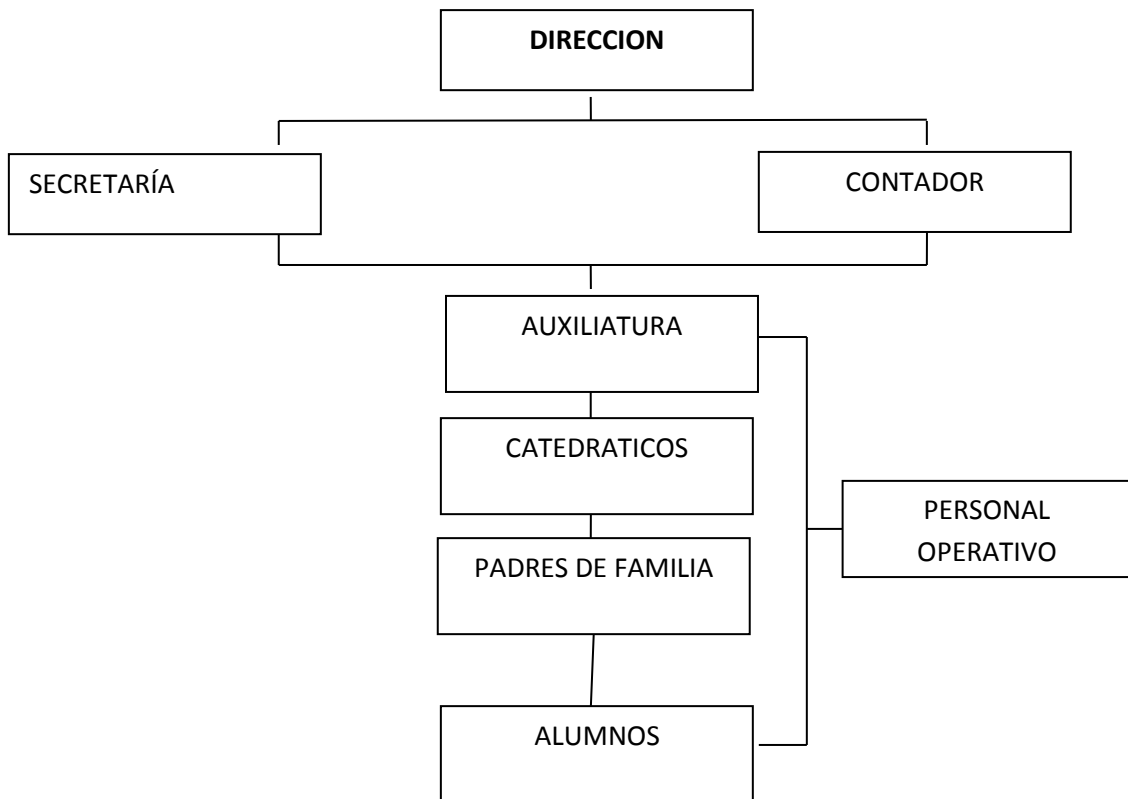 DIRECCION
SECRETARÍA
CONTADOR
AUXILIATURA
CATEDRATICOS
PADRES DE FAMILIA
PERSONAL
OPERATIVO
ALUMNOS